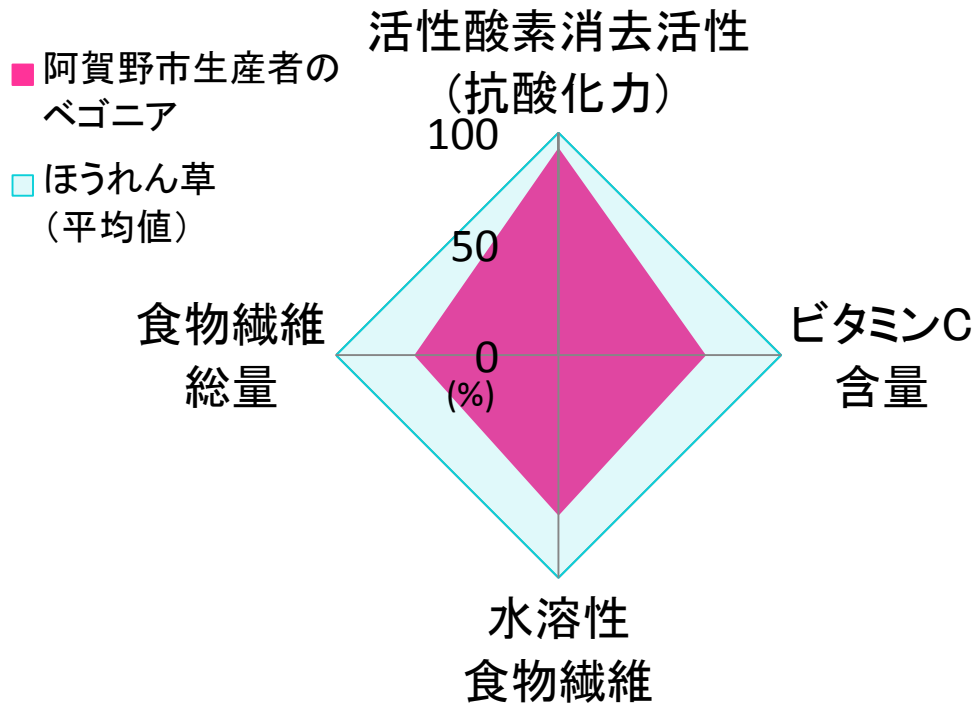 活性酸素消去活性
(抗酸化力)
阿賀野市生産者の
ベゴニア
ほうれん草
(平均値)
100
50
0
(%)
食物繊維
総量
ビタミンC
含量
水溶性
食物繊維